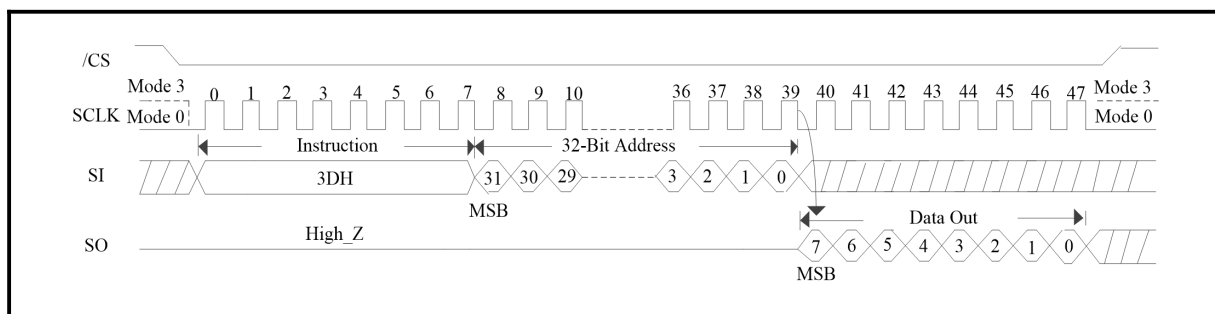 /CS
Mode 3
0 1 2 3 4 5 6 7 8 9 10 36 37 38 39 40 41 42 43 44 45 46 47
Mode 3
SCLK
Mode 0
Mode 0
Instruction
32-Bit Address
SI
3DH
31 30 29 3 2 1 0
MSB
Data Out
High_Z
SO
7 6 5 4 3 2 1 0
MSB